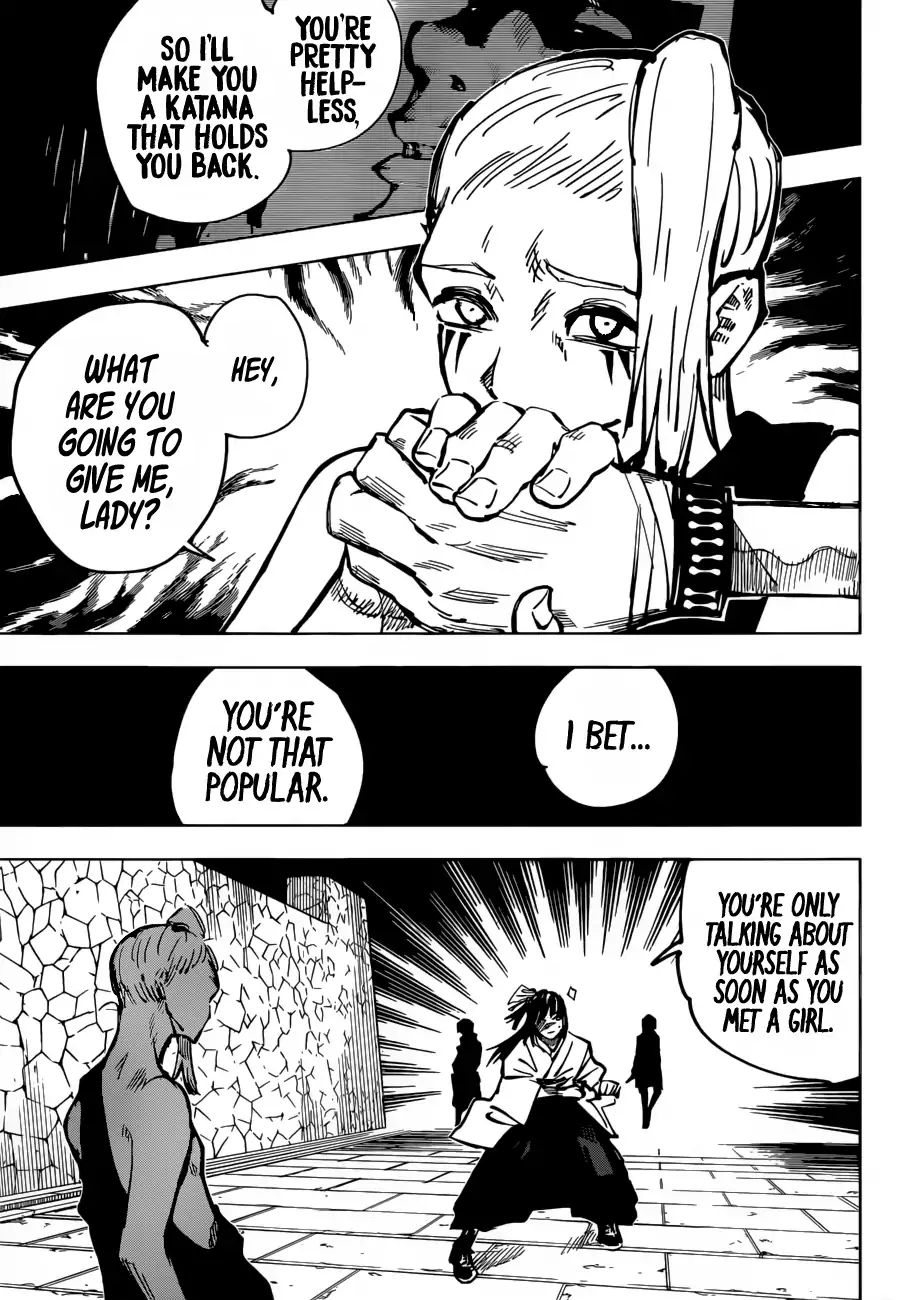 YOU'RE
PRETTY
HELP-
LESS,
SO I'LL
MAKE YOU
A KATANA
THAT HOLDS
YOU BACK.
HEY,
WHAT
ARE YOU
GOING TO
GIVE ME,
LADY?
I BET...
YOU'RE
NOT THAT
POPULAR.
YOU'RE ONLY
TALKING ABOUT
YOURSELF AS
SOON AS YOU
MET A GIRL.